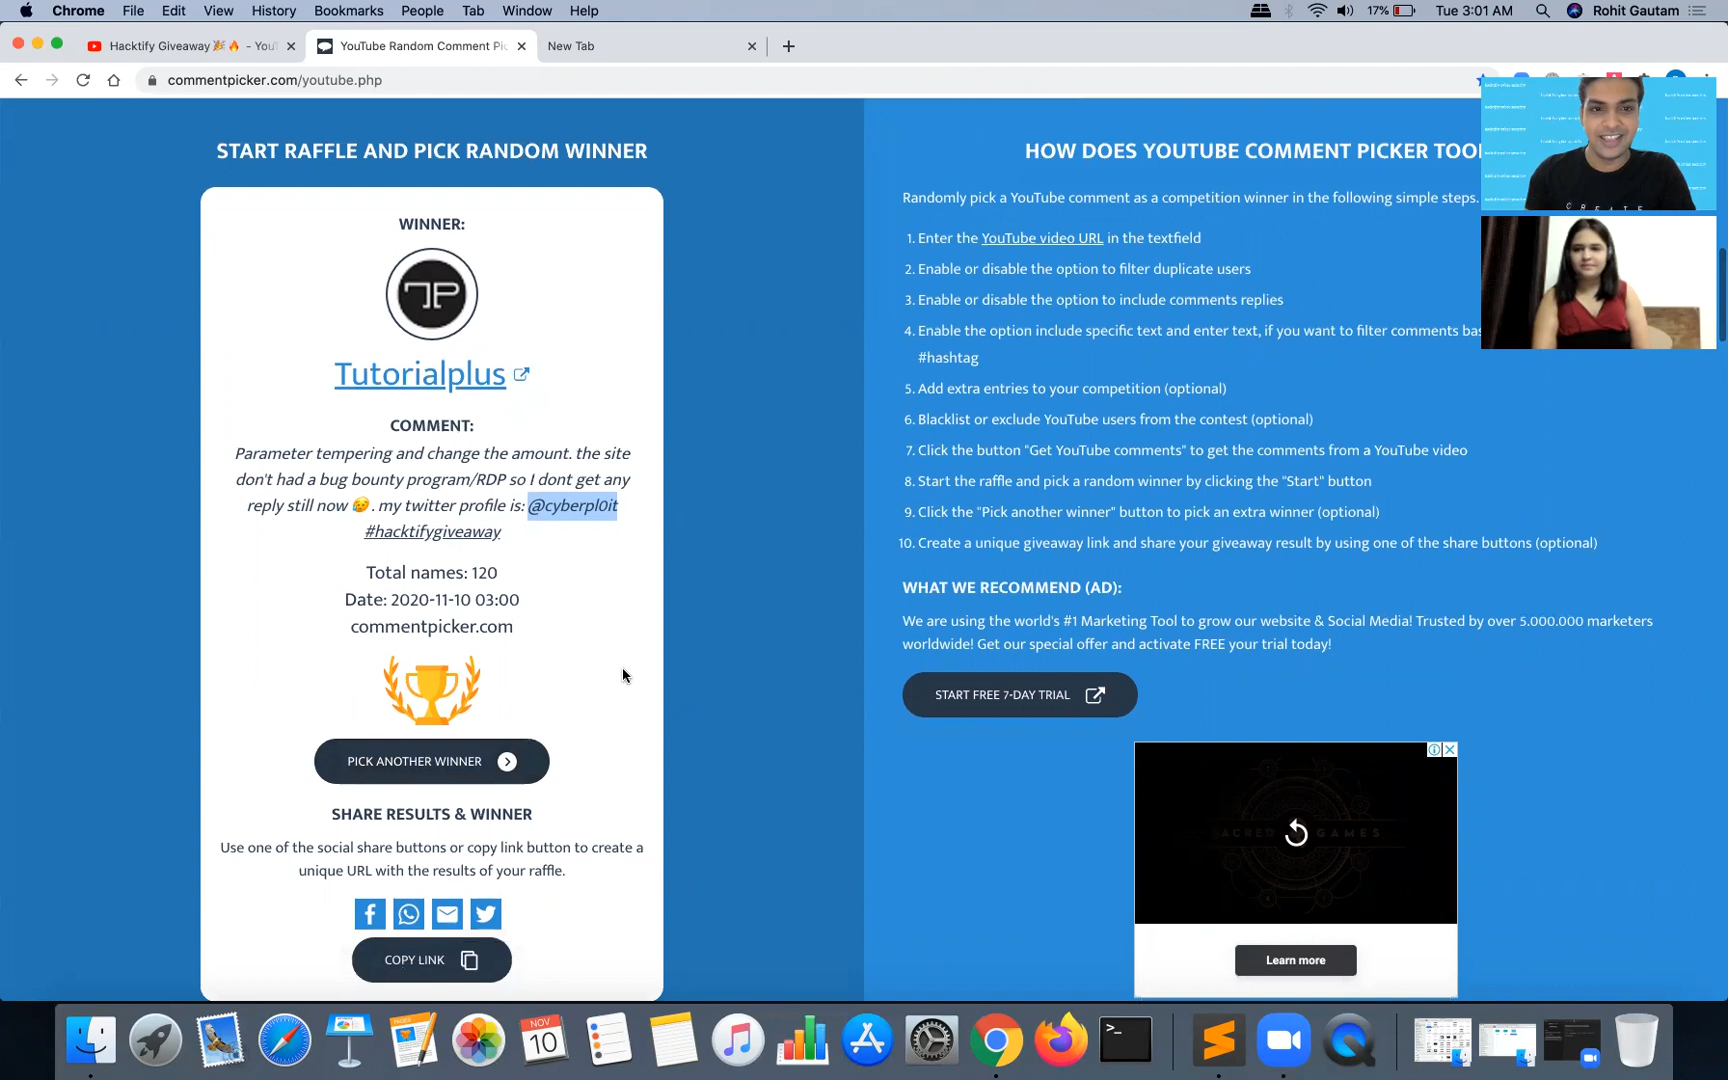 Chrome File Edit View History Bookmarks People Tab Window Help 17% Tue 3:01 AM Rohit Gautam
Hacktify Giveaway🎉🔥 - You
YouTube Random Comment Pic
New Tab
commentpicker.com/youtube.php
START RAFFLE AND PICK RANDOM WINNER
WINNER:
TP
Tutorialplus
COMMENT:
Parameter tempering and change the amount. the site
don't had a bug bounty program/RDP so I dont get any
reply still now 😥. my twitter profile is: @cyberpl0it
#hacktifygiveaway
Total names: 120
Date: 2020-11-10 03:00
commentpicker.com
PICK ANOTHER WINNER
SHARE RESULTS & WINNER
Use one of the social share buttons or copy link button to create a
unique URL with the results of your raffle.
COPY LINK
HOW DOES YOUTUBE COMMENT PICKER TOO
Randomly pick a YouTube comment as a competition winner in the following simple steps.
1. Enter the YouTube video URL in the textfield
2. Enable or disable the option to filter duplicate users
3. Enable or disable the option to include comments replies
4. Enable the option include specific text and enter text, if you want to filter comments bas
#hashtag
5. Add extra entries to your competition (optional)
6. Blacklist or exclude YouTube users from the contest (optional)
7. Click the button "Get YouTube comments" to get the comments from a YouTube video
8. Start the raffle and pick a random winner by clicking the "Start" button
9. Click the "Pick another winner" button to pick an extra winner (optional)
10. Create a unique giveaway link and share your giveaway result by using one of the share buttons (optional)
WHAT WE RECOMMEND (AD):
We are using the world's #1 Marketing Tool to grow our website & Social Media! Trusted by over 5.000.000 marketers
worldwide! Get our special offer and activate FREE your trial today!
START FREE 7-DAY TRIAL
ACRED GAMES
Learn more
CREATE
NOV
10